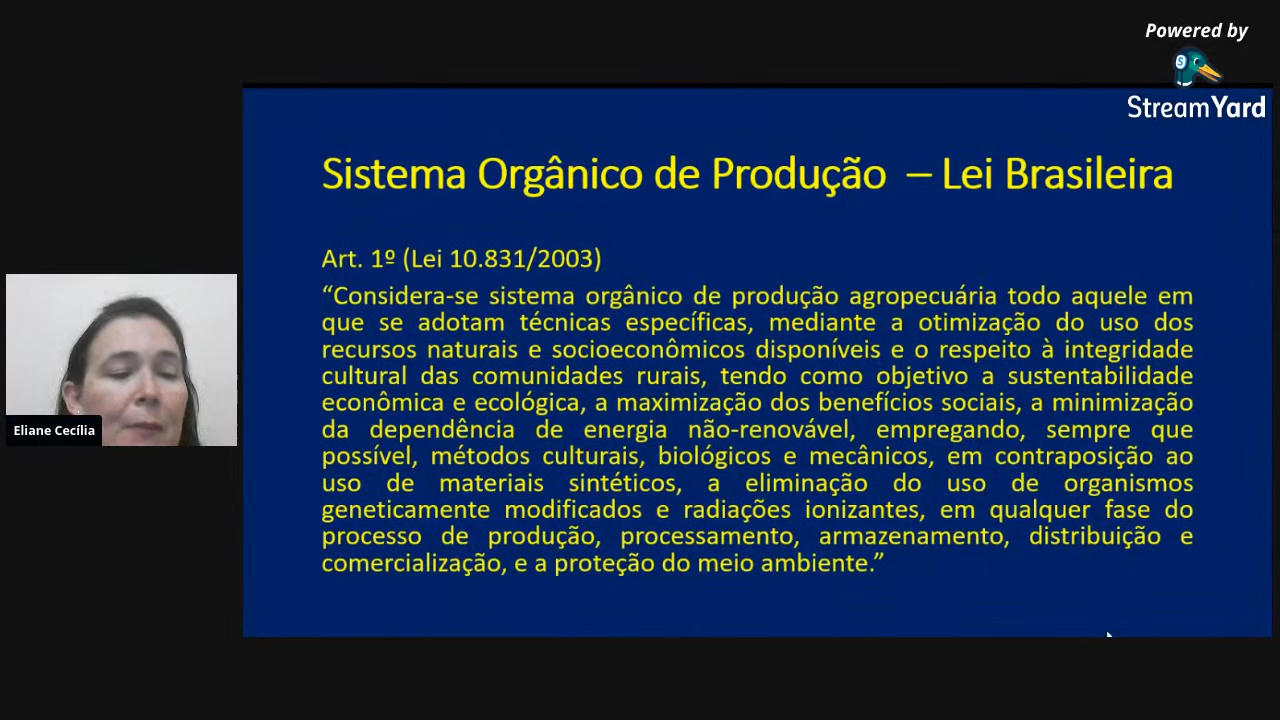 Powered by
StreamYard
Sistema Orgânico de Produção – Lei Brasileira
Art. 1º (Lei 10.831/2003)
“Considera-se sistema orgânico de produção agropecuária todo aquele em
que se adotam técnicas específicas, mediante a otimização do uso dos
recursos naturais e socioeconômicos disponíveis e o respeito à integridade
cultural das comunidades rurais, tendo como objetivo a sustentabilidade
econômica e ecológica, a maximização dos benefícios sociais, a minimização
da dependência de energia não-renovável, empregando, sempre que
possível, métodos culturais, biológicos e mecânicos, em contraposição ao
uso de materiais sintéticos, a eliminação do uso de organismos
geneticamente modificados e radiações ionizantes, em qualquer fase do
processo de produção, processamento, armazenamento, distribuição e
comercialização, e a proteção do meio ambiente.”
Eliane Cecília